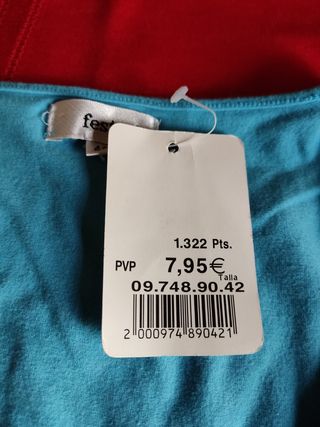 1.322 Pts.
PVP 7,95€
Talla
09.748.90.42
2 000974 890421